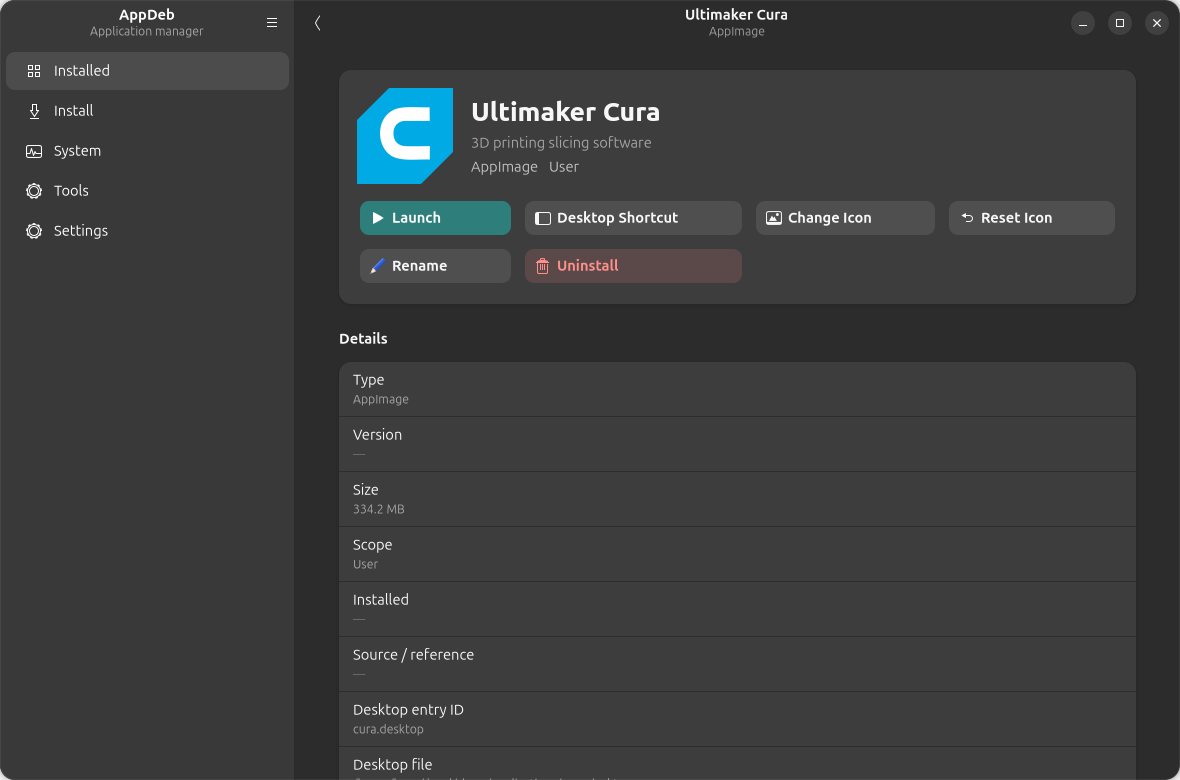 AppDeb
Application manager
Installed
Install
System
Tools
Settings
Ultimaker Cura
AppImage
Ultimaker Cura
3D printing slicing software
AppImage User
Launch
Desktop Shortcut
Change Icon
Reset Icon
Rename
Uninstall
Details
Type
AppImage
Version
—
Size
334.2 MB
Scope
User
Installed
—
Source / reference
—
Desktop entry ID
cura.desktop
Desktop file